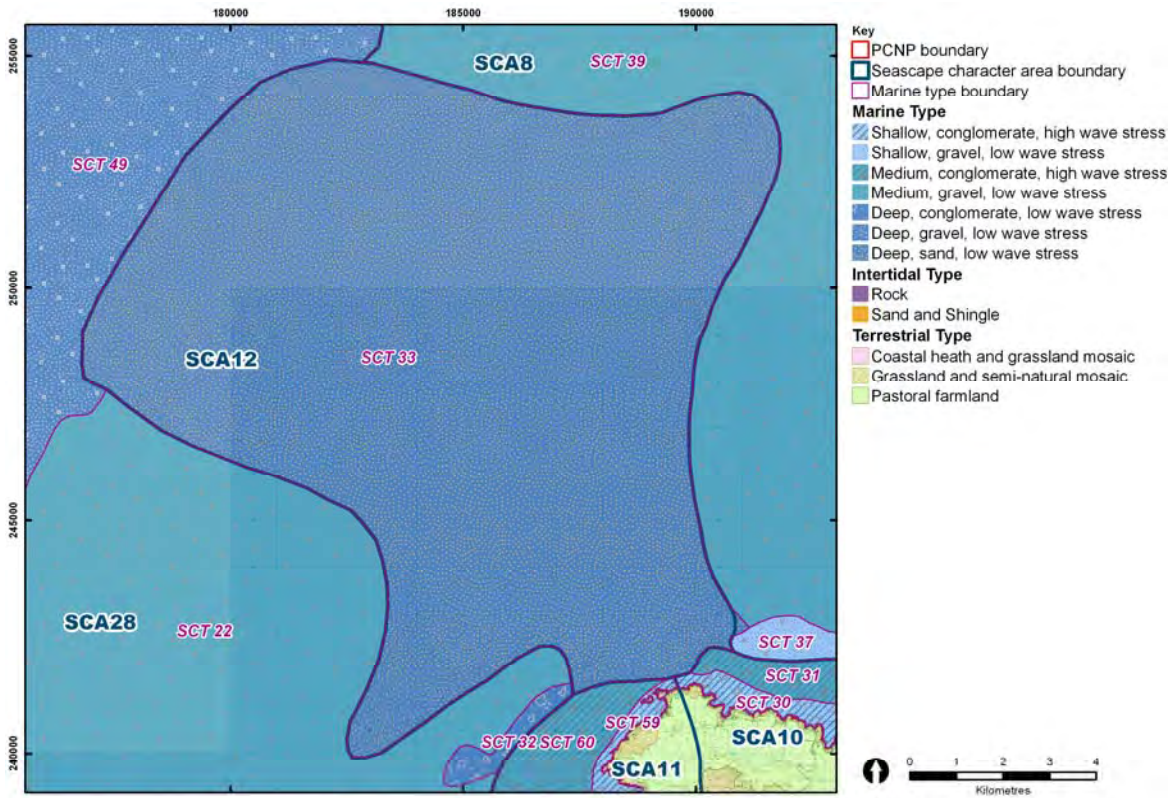 180000
185000
190000
255000
250000
245000
240000
SCA8
SCT 39
SCT 49
SCA12
SCT 33
SCA28
SCT 22
SCT 37
SCT 31
SCT 30
SCT 59
SCT 32
SCT 60
SCA10
SCA11
Key
PCNP boundary
Seascape character area boundary
Marine type boundary
Marine Type
Shallow, conglomerate, high wave stress
Shallow, gravel, low wave stress
Medium, conglomerate, high wave stress
Medium, gravel, low wave stress
Deep, conglomerate, low wave stress
Deep, gravel, low wave stress
Deep, sand, low wave stress
Intertidal Type
Rock
Sand and Shingle
Terrestrial Type
Coastal heath and grassland mosaic
Grassland and semi-natural mosaic
Pastoral farmland
0 1 2 3 4
Kilometres